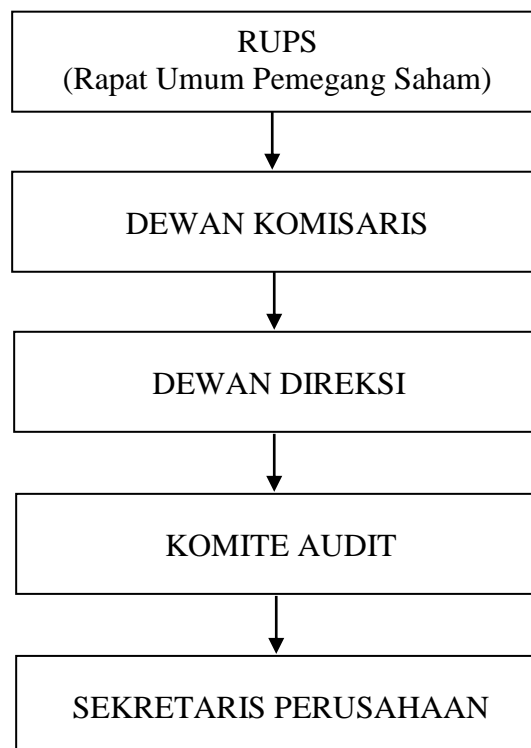 RUPS
(Rapat Umum Pemegang Saham)
DEWAN KOMISARIS
DEWAN DIREKSI
KOMITE AUDIT
SEKRETARIS PERUSAHAAN